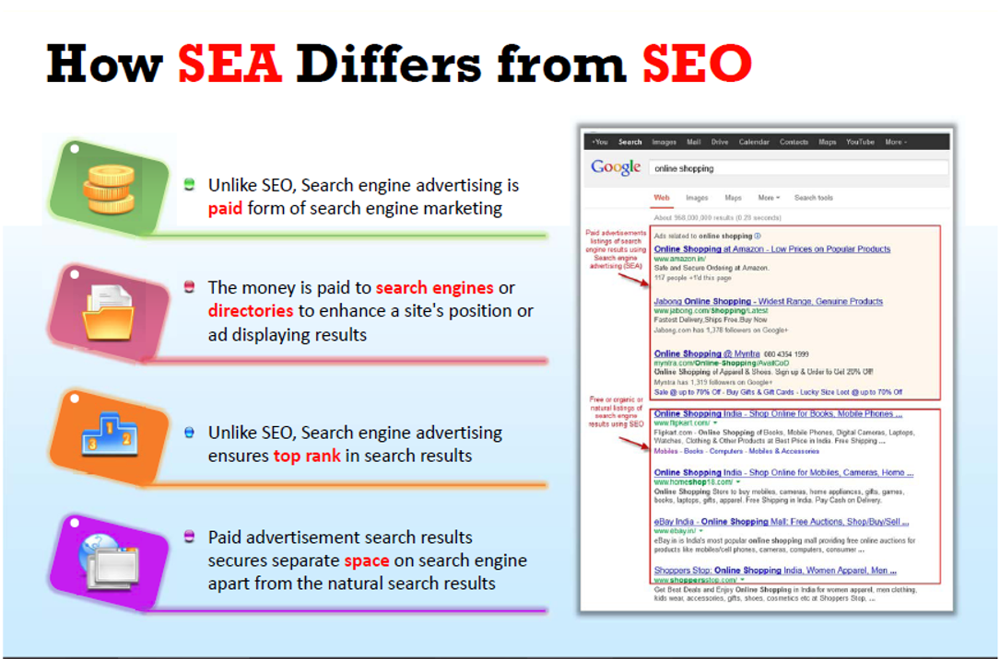 How SEA Differs from SEO
Unlike SEO, Search engine advertising is
paid form of search engine marketing
The money is paid to search engines or
directories to enhance a site's position or
ad displaying results
Unlike SEO, Search engine advertising
ensures top rank in search results
Paid advertisement search results
secures separate space on search engine
apart from the natural search results
+You Search Images Mail Drive Calendar Contacts Maps YouTube More
Google
online shopping
Web Images Maps More Search tools
About 968,000,000 results (0.28 seconds)
Paid advertisements
listings of search
engine results using
Search engine
advertising (SEA)
Ads related to online shopping
Online Shopping at Amazon - Low Prices on Popular Products
www.amazon.in/
Safe and Secure Ordering at Amazon.
117 people +1'd this page
Jabong Online Shopping - Widest Range, Genuine Products
www.jabong.com/Shopping/Latest
Fastest Delivery,Ships Free.Buy Now
Jabong.com has 1,378 followers on Google+
Online Shopping @ Myntra 080 4354 1999
myntra.com/Online-Shopping/AvailCoD
Online Shopping of Apparel & Shoes. Sign up & Order to Get 20% Off!
Myntra has 1,319 followers on Google+
Sale @ up to 70% Off - Buy Gifts & Gift Cards - Lucky Size Loot @ up to 70% Off
Free or organic or
natural listings of
search engine
results using SEO
Online Shopping India - Shop Online for Books, Mobile Phones ...
www.flipkart.com/
Flipkart.com - Online Shopping of Books, Mobile Phones, Digital Cameras, Laptops,
Watches, Clothing & Other Products at Best Price in India. Free Shipping ...
Mobiles - Books - Computers - Mobiles & Accessories
Online Shopping India - Shop Online for Mobiles, Cameras, Home ...
www.homeshop18.com/
Online Shopping Store to buy mobiles, cameras, home appliances, gifts, games,
books, laptops, gifts, apparel. Free Shipping in India. Pay Cash on Delivery.
eBay India - Online Shopping Mall: Free Auctions, Shop/Buy/Sell ...
www.ebay.in/
eBay.in is India's most popular online shopping mall providing free online auctions for
products like mobiles/cell phones, cameras, computers, consumer ...
Shoppers Stop: Online Shopping India, Women Apparel, Men ...
www.shoppersstop.com/
Get Best Deals and Enjoy Online Shopping in India for women apparel, men clothing,
kids wear, accessories, gifts, shoes, cosmetics etc at Shoppers Stop, ...
1
2
3